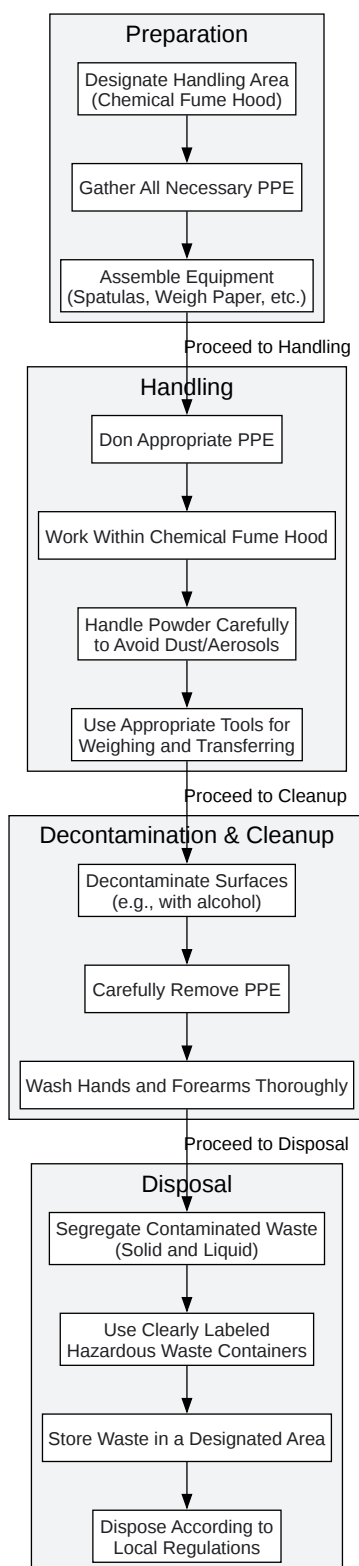 Preparation
Designate Handling Area
(Chemical Fume Hood)
Gather All Necessary PPE
Assemble Equipment
(Spatulas, Weigh Paper, etc.)
Proceed to Handling
Handling
Don Appropriate PPE
Work Within Chemical Fume Hood
Handle Powder Carefully
to Avoid Dust/Aerosols
Use Appropriate Tools for
Weighing and Transferring
Proceed to Cleanup
Decontamination & Cleanup
Decontaminate Surfaces
(e.g., with alcohol)
Carefully Remove PPE
Wash Hands and Forearms Thoroughly
Proceed to Disposal
Disposal
Segregate Contaminated Waste
(Solid and Liquid)
Use Clearly Labeled
Hazardous Waste Containers
Store Waste in a Designated Area
Dispose According to
Local Regulations